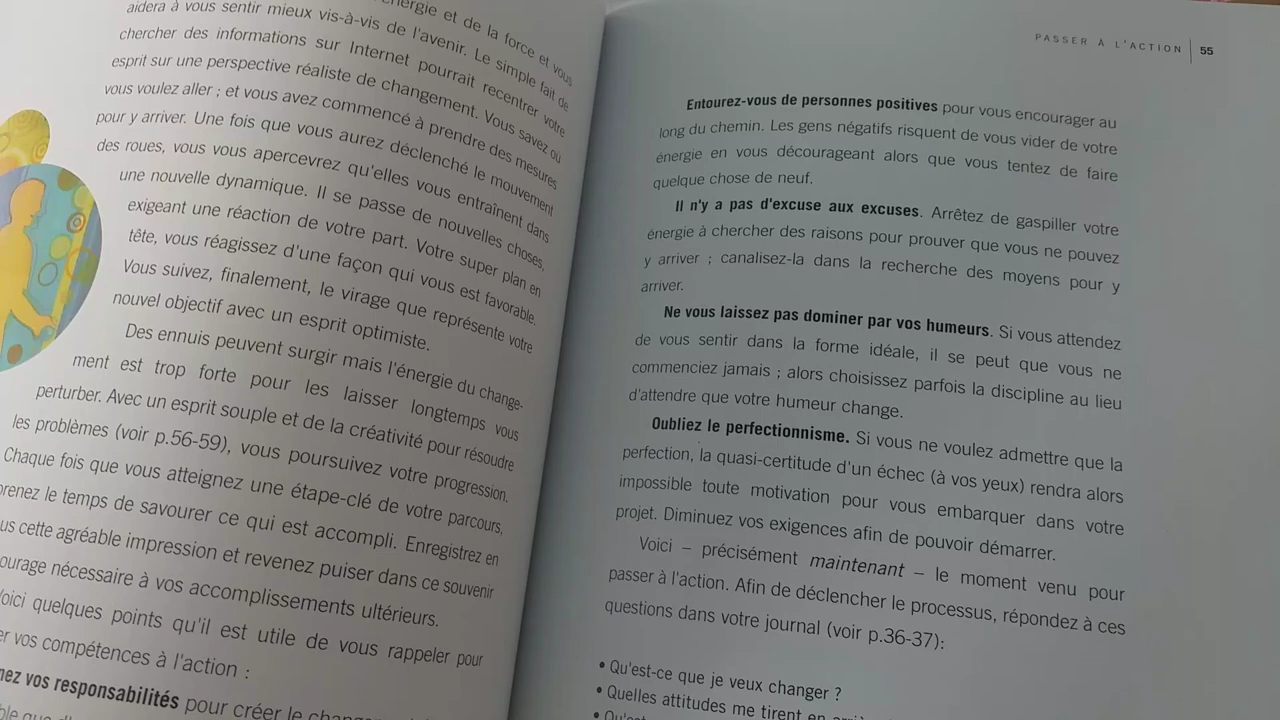 énergie et de la force et vous
aidera à vous sentir mieux vis-à-vis de l'avenir. Le simple fait de
chercher des informations sur Internet pourrait recentrer votre
esprit sur une perspective réaliste de changement. Vous savez où
vous voulez aller ; et vous avez commencé à prendre des mesures
pour y arriver. Une fois que vous aurez déclenché le mouvement
des roues, vous vous apercevrez qu'elles vous entraînent dans
une nouvelle dynamique. Il se passe de nouvelles choses,
exigeant une réaction de votre part. Votre super plan en
tête, vous réagissez d'une façon qui vous est favorable.
Vous suivez, finalement, le virage que représente votre
nouvel objectif avec un esprit optimiste.
Des ennuis peuvent surgir mais l'énergie du change-
ment est trop forte pour les laisser longtemps vous
perturber. Avec un esprit souple et de la créativité pour résoudre
les problèmes (voir p.56-59), vous poursuivez votre progression.
Chaque fois que vous atteignez une étape-clé de votre parcours,
prenez le temps de savourer ce qui est accompli. Enregistrez en
cette agréable impression et revenez puiser dans ce souvenir
nécessaire à vos accomplissements ultérieurs.
Voici quelques points qu'il est utile de vous rappeler pour
vos compétences à l'action :
vos responsabilités pour créer le
PASSER À L'ACTION | 55
Entourez-vous de personnes positives pour vous encourager au
long du chemin. Les gens négatifs risquent de vous vider de votre
énergie en vous décourageant alors que vous tentez de faire
quelque chose de neuf.
Il n'y a pas d'excuse aux excuses. Arrêtez de gaspiller votre
énergie à chercher des raisons pour prouver que vous ne pouvez
y arriver ; canalisez-la dans la recherche des moyens pour y
arriver.
Ne vous laissez pas dominer par vos humeurs. Si vous attendez
de vous sentir dans la forme idéale, il se peut que vous ne
commenciez jamais ; alors choisissez parfois la discipline au lieu
d'attendre que votre humeur change.
Oubliez le perfectionnisme. Si vous ne voulez admettre que la
perfection, la quasi-certitude d'un échec (à vos yeux) rendra alors
impossible toute motivation pour vous embarquer dans votre
projet. Diminuez vos exigences afin de pouvoir démarrer.
Voici – précisément maintenant – le moment venu pour
passer à l'action. Afin de déclencher le processus, répondez à ces
questions dans votre journal (voir p.36-37):
• Qu'est-ce que je veux changer ?
• Quelles attitudes me tirent en